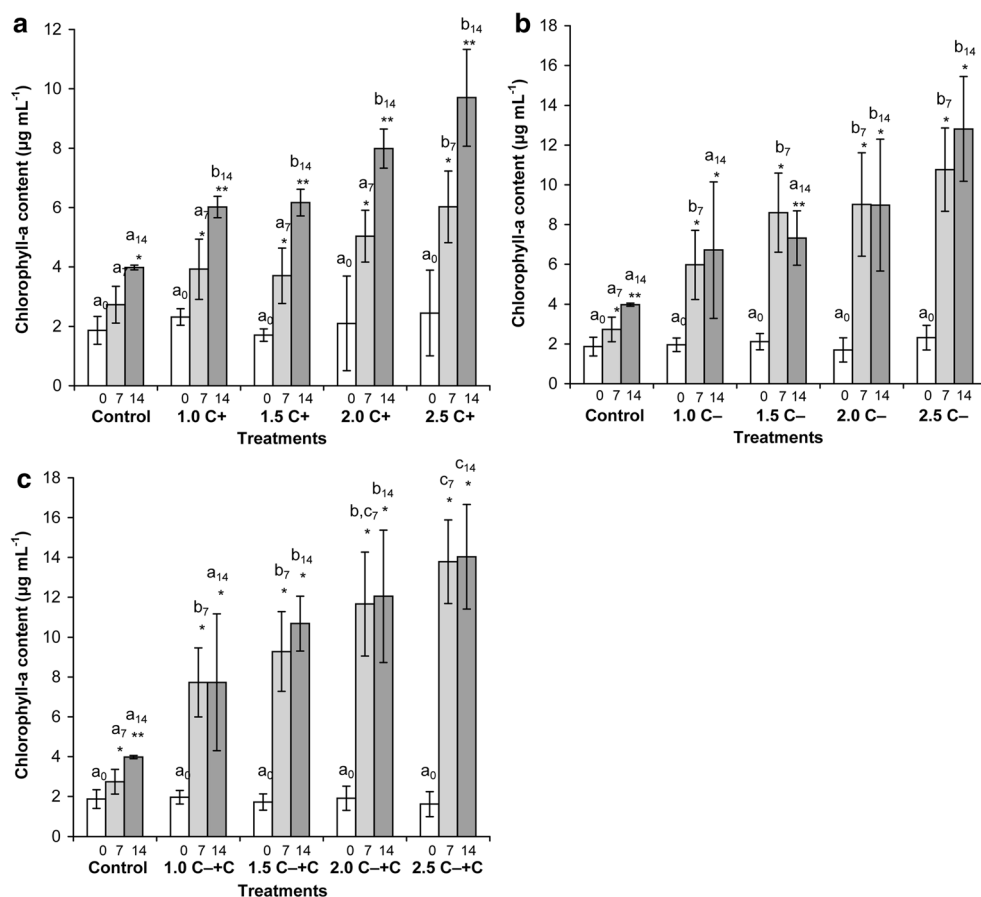 a
Chlorophyll-a content (µg mL⁻¹)
12
10
8
6
4
2
0
a₀ a₇ a₁₄ *
a₀ a₇ * b₁₄ **
a₀ a₇ * b₁₄ **
a₀ a₇ * b₁₄ **
a₀ b₇ * b₁₄ **
0 7 14 0 7 14 0 7 14 0 7 14 0 7 14
Control 1.0 C+ 1.5 C+ 2.0 C+ 2.5 C+
Treatments
b
Chlorophyll-a content (µg mL⁻¹)
18
16
14
12
10
8
6
4
2
0
a₀ a₇ * a₁₄ **
a₀ b₇ * a₁₄ *
a₀ b₇ * a₁₄ **
a₀ b₇ * b₁₄ *
a₀ b₇ * b₁₄ *
0 7 14 0 7 14 0 7 14 0 7 14 0 7 14
Control 1.0 C– 1.5 C– 2.0 C– 2.5 C–
Treatments
c
Chlorophyll-a content (µg mL⁻¹)
18
16
14
12
10
8
6
4
2
0
a₀ a₇ * a₁₄ **
a₀ b₇ * a₁₄ *
a₀ b₇ * b₁₄ *
a₀ b,c₇ * b₁₄ *
a₀ c₇ * c₁₄ *
0 7 14 0 7 14 0 7 14 0 7 14 0 7 14
Control 1.0 C–+C 1.5 C–+C 2.0 C–+C 2.5 C–+C
Treatments